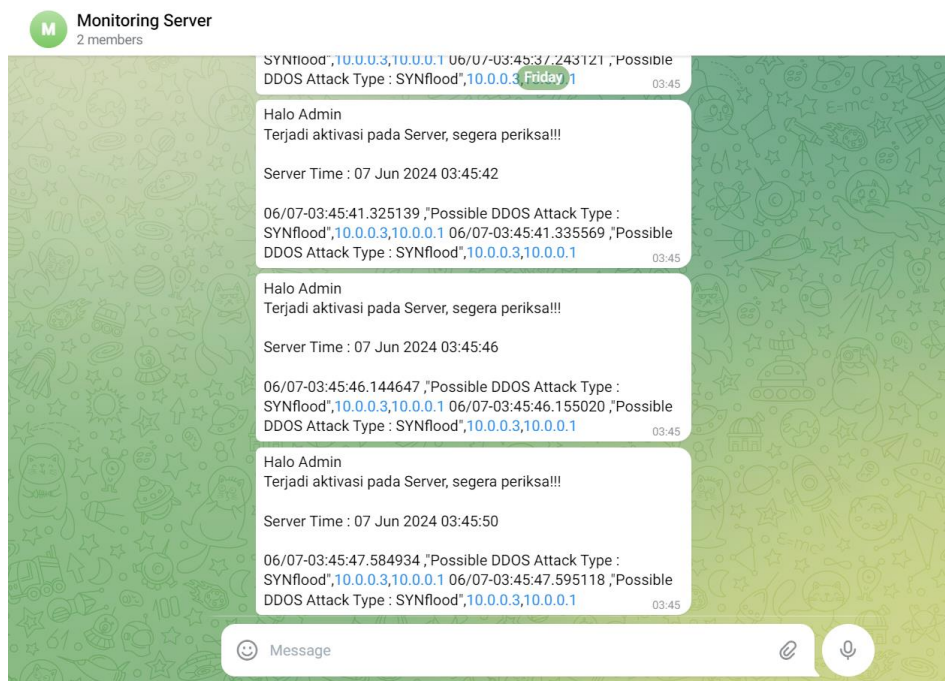 M
Monitoring Server
2 members
SYNflood",10.0.0.3,10.0.0.1 06/07-03:45:37.243121 ,"Possible
DDOS Attack Type : SYNflood",10.0.0.3, .1
03:45
Friday
Halo Admin
Terjadi aktivasi pada Server, segera periksa!!!
Server Time : 07 Jun 2024 03:45:42
06/07-03:45:41.325139 ,"Possible DDOS Attack Type :
SYNflood",10.0.0.3,10.0.0.1 06/07-03:45:41.335569 ,"Possible
DDOS Attack Type : SYNflood",10.0.0.3,10.0.0.1
03:45
Halo Admin
Terjadi aktivasi pada Server, segera periksa!!!
Server Time : 07 Jun 2024 03:45:46
06/07-03:45:46.144647 ,"Possible DDOS Attack Type :
SYNflood",10.0.0.3,10.0.0.1 06/07-03:45:46.155020 ,"Possible
DDOS Attack Type : SYNflood",10.0.0.3,10.0.0.1
03:45
Halo Admin
Terjadi aktivasi pada Server, segera periksa!!!
Server Time : 07 Jun 2024 03:45:50
06/07-03:45:47.584934 ,"Possible DDOS Attack Type :
SYNflood",10.0.0.3,10.0.0.1 06/07-03:45:47.595118 ,"Possible
DDOS Attack Type : SYNflood",10.0.0.3,10.0.0.1
03:45
Message